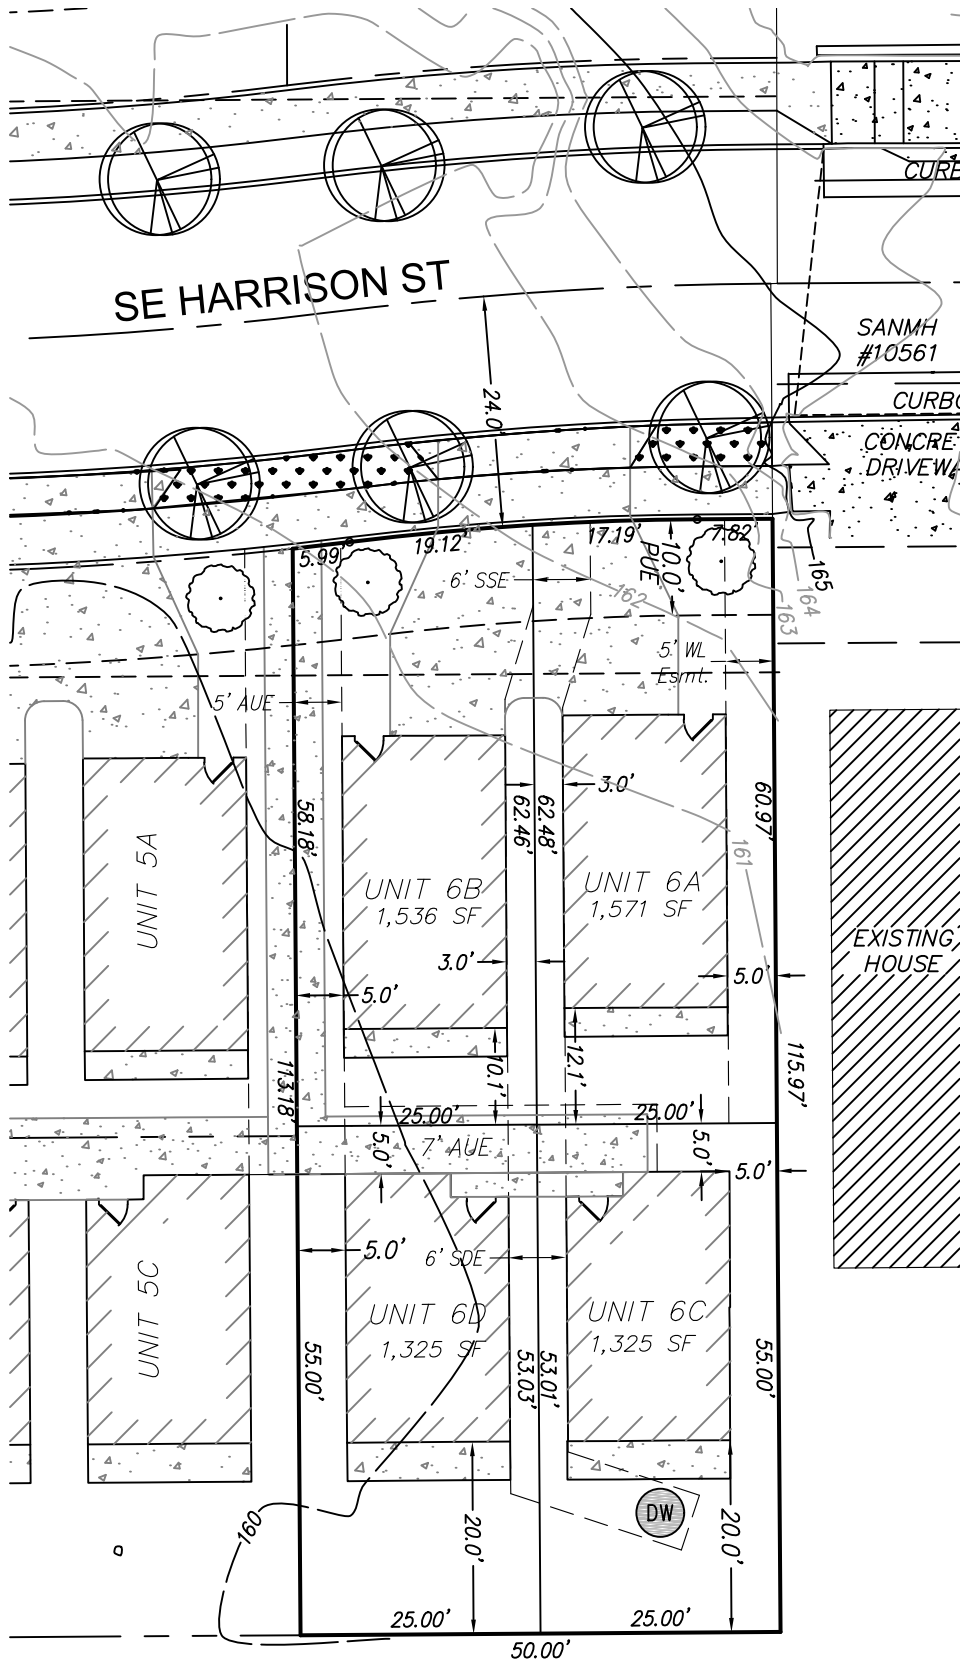 CURB
SE HARRISON ST
SANMH
#10561
24.0'
CURBC
CONCRE
DRIVEWA
5.99
19.12
17.19'
7.82
10.0'
PUE
6' SSE
162
165
164
163
5' WL
Esmt.
5' AUE
3.0'
58.18'
62.46'
62.48'
60.97'
161
UNIT 5A
UNIT 6B
1,536 SF
UNIT 6A
1,571 SF
EXISTING
HOUSE
3.0'
5.0'
5.0'
113.18'
10.1'
12.1'
115.97'
25.00'
25.00'
5.0'
7' AUE
5.0'
5.0'
5.0'
6' SDE
UNIT 5C
UNIT 6D
1,325 SF
UNIT 6C
1,325 SF
55.00'
53.03'
53.01'
55.00'
160
DW
20.0'
20.0'
25.00'
25.00'
50.00'